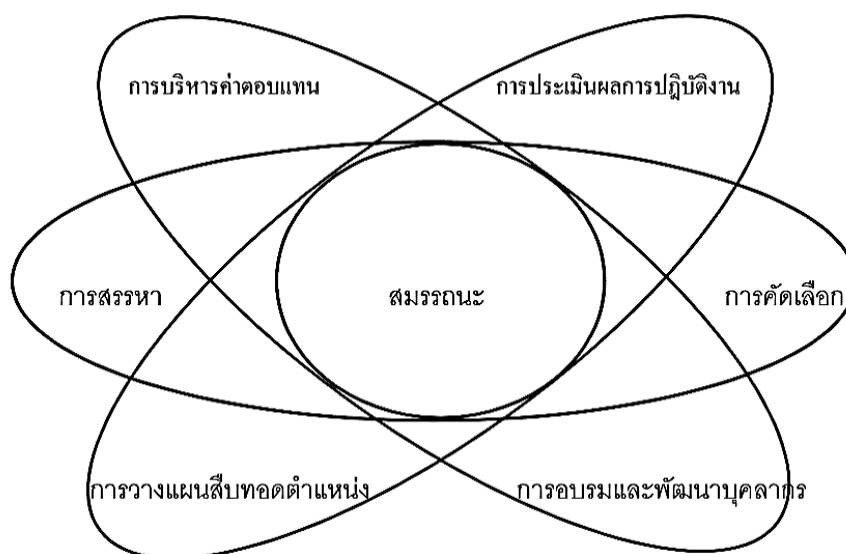 การบริหารค่าตอบแทน
การประเมินผลการปฎิบัติงาน
การสรรหา
สมรรถนะ
การคัดเลือก
การวางแผนสืบทอดตำแหน่ง
การอบรมและพัฒนาบุคลากร